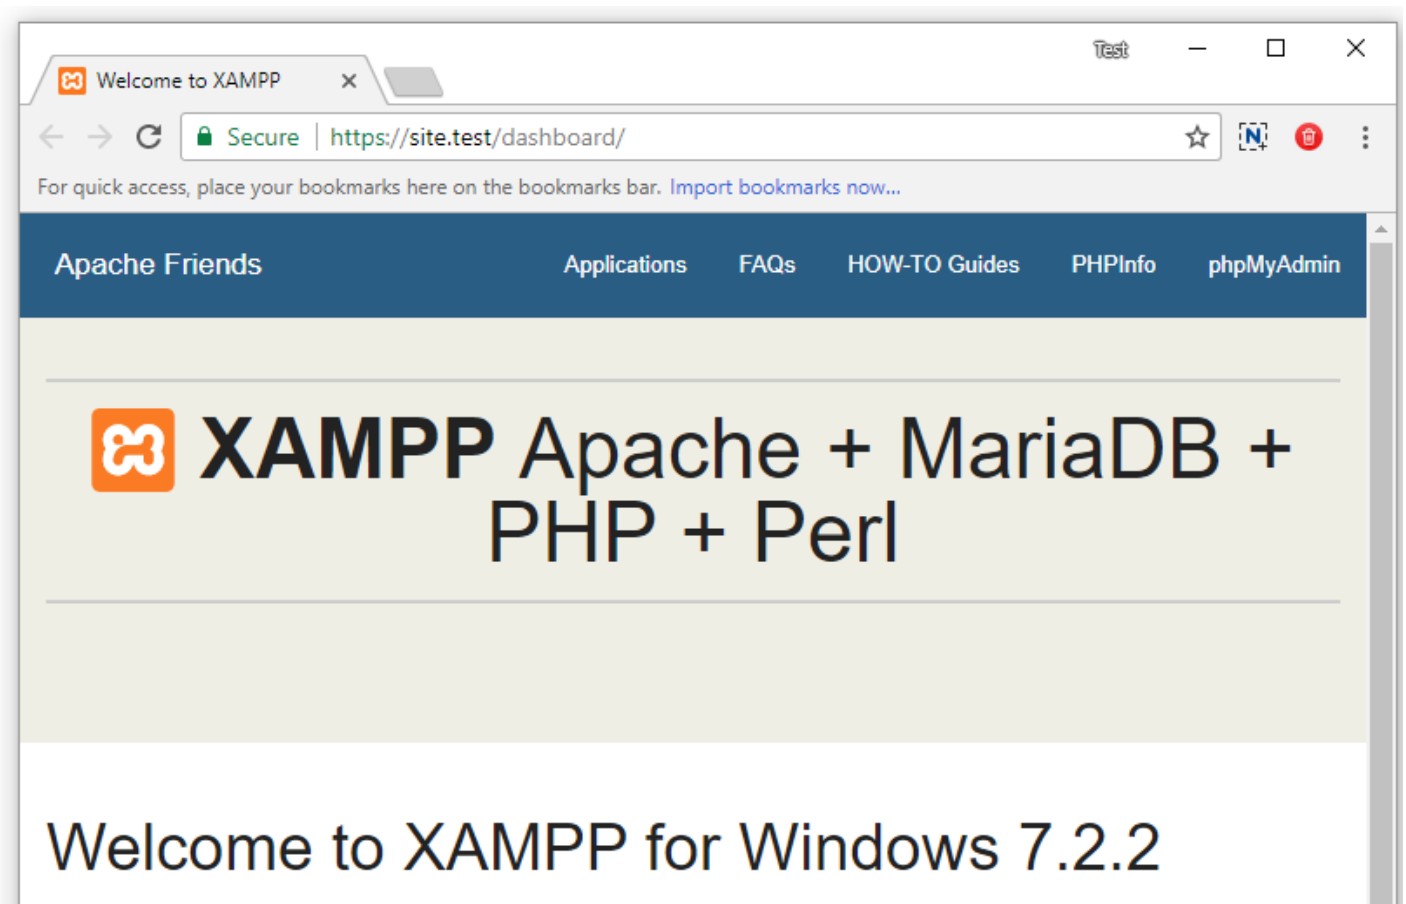 Test
Welcome to XAMPP
Secure https://site.test/dashboard/
For quick access, place your bookmarks here on the bookmarks bar. Import bookmarks now...
Apache Friends Applications FAQs HOW-TO Guides PHPInfo phpMyAdmin
XAMPP Apache + MariaDB +
PHP + Perl
Welcome to XAMPP for Windows 7.2.2